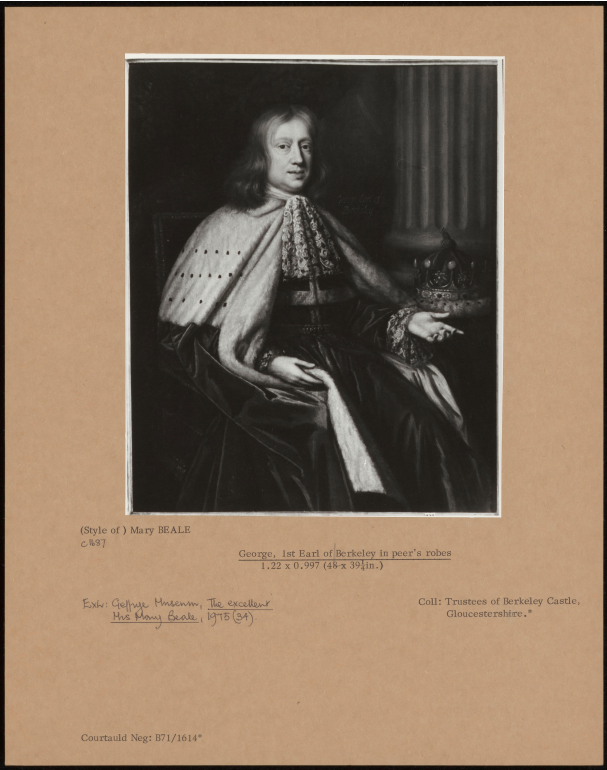 (Style of) Mary BEALE
c.1687
George, 1st Earl of Berkeley in peer's robes
1.22 x 0.997 (48 x 39¼in.)
Exh: Geffrye Museum, The excellent
Mrs Mary Beale, 1975 (34)
Coll: Trustees of Berkeley Castle,
Gloucestershire.*
Courtauld Neg: B71/1614*